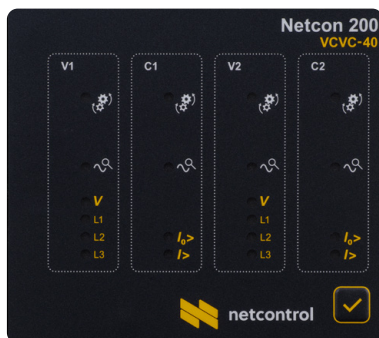 Netcon 200
VCVC-40
V1 C1 V2 C2
V V
L1 L1
L2 I₀> L2 I₀>
L3 I> L3 I>
netcontrol